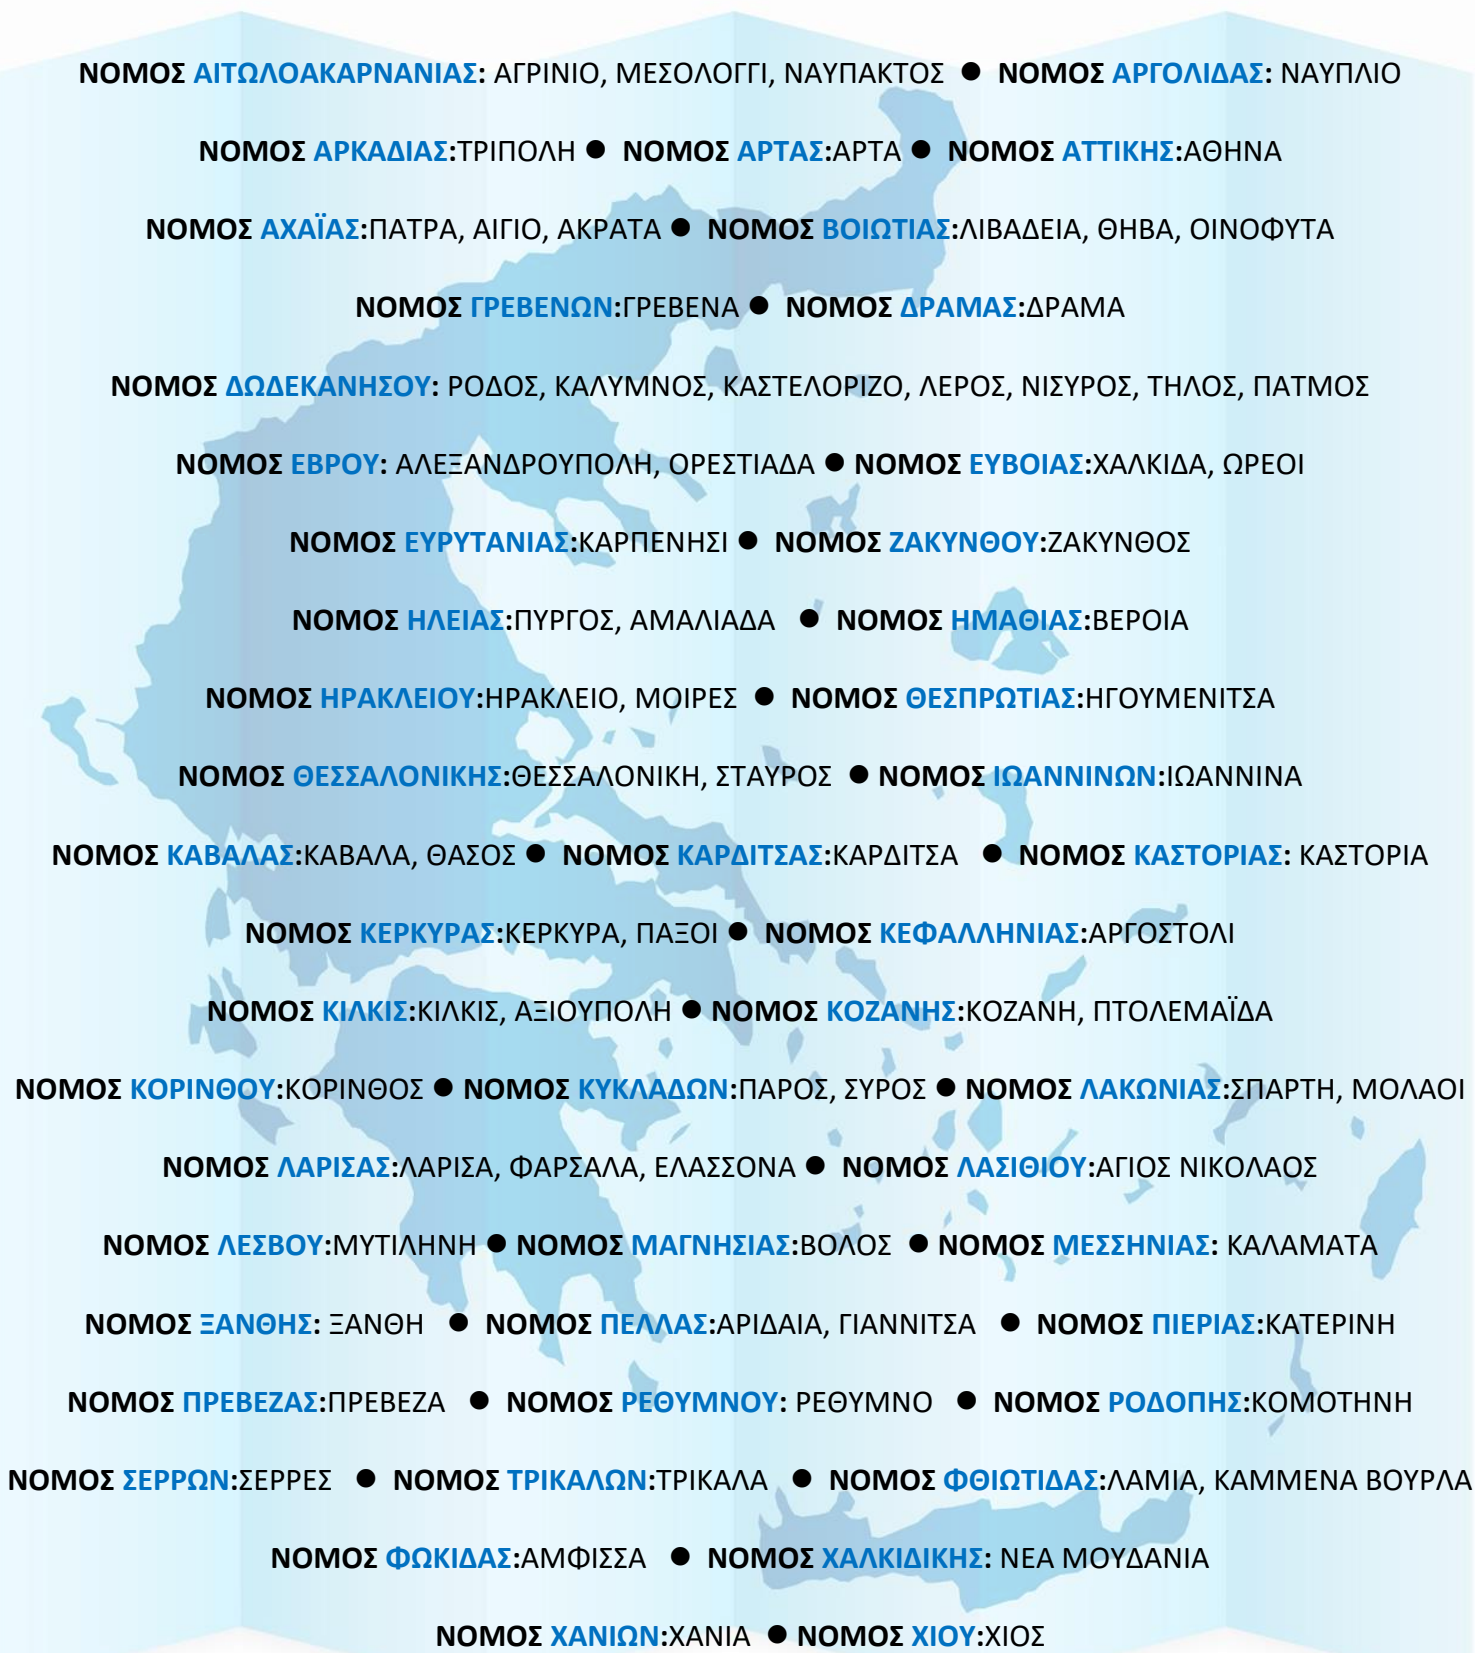 ΝΟΜΟΣ ΑΙΤΩΛΟΑΚΑΡΝΑΝΙΑΣ: ΑΓΡΙΝΙΟ, ΜΕΣΟΛΟΓΓΙ, ΝΑΥΠΑΚΤΟΣ ● ΝΟΜΟΣ ΑΡΓΟΛΙΔΑΣ: ΝΑΥΠΛΙΟ
ΝΟΜΟΣ ΑΡΚΑΔΙΑΣ:ΤΡΙΠΟΛΗ ● ΝΟΜΟΣ ΑΡΤΑΣ:ΑΡΤΑ ● ΝΟΜΟΣ ΑΤΤΙΚΗΣ:ΑΘΗΝΑ
ΝΟΜΟΣ ΑΧΑΪΑΣ:ΠΑΤΡΑ, ΑΙΓΙΟ, ΑΚΡΑΤΑ ● ΝΟΜΟΣ ΒΟΙΩΤΙΑΣ:ΛΙΒΑΔΕΙΑ, ΘΗΒΑ, ΟΙΝΟΦΥΤΑ
ΝΟΜΟΣ ΓΡΕΒΕΝΩΝ:ΓΡΕΒΕΝΑ ● ΝΟΜΟΣ ΔΡΑΜΑΣ:ΔΡΑΜΑ
ΝΟΜΟΣ ΔΩΔΕΚΑΝΗΣΟΥ: ΡΟΔΟΣ, ΚΑΛΥΜΝΟΣ, ΚΑΣΤΕΛΟΡΙΖΟ, ΛΕΡΟΣ, ΝΙΣΥΡΟΣ, ΤΗΛΟΣ, ΠΑΤΜΟΣ
ΝΟΜΟΣ ΕΒΡΟΥ: ΑΛΕΞΑΝΔΡΟΥΠΟΛΗ, ΟΡΕΣΤΙΑΔΑ ● ΝΟΜΟΣ ΕΥΒΟΙΑΣ:ΧΑΛΚΙΔΑ, ΩΡΕΟΙ
ΝΟΜΟΣ ΕΥΡΥΤΑΝΙΑΣ:ΚΑΡΠΕΝΗΣΙ ● ΝΟΜΟΣ ΖΑΚΥΝΘΟΥ:ΖΑΚΥΝΘΟΣ
ΝΟΜΟΣ ΗΛΕΙΑΣ:ΠΥΡΓΟΣ, ΑΜΑΛΙΑΔΑ ● ΝΟΜΟΣ ΗΜΑΘΙΑΣ:ΒΕΡΟΙΑ
ΝΟΜΟΣ ΗΡΑΚΛΕΙΟΥ:ΗΡΑΚΛΕΙΟ, ΜΟΙΡΕΣ ● ΝΟΜΟΣ ΘΕΣΠΡΩΤΙΑΣ:ΗΓΟΥΜΕΝΙΤΣΑ
ΝΟΜΟΣ ΘΕΣΣΑΛΟΝΙΚΗΣ:ΘΕΣΣΑΛΟΝΙΚΗ, ΣΤΑΥΡΟΣ ● ΝΟΜΟΣ ΙΩΑΝΝΙΝΩΝ:ΙΩΑΝΝΙΝΑ
ΝΟΜΟΣ ΚΑΒΑΛΑΣ:ΚΑΒΑΛΑ, ΘΑΣΟΣ ● ΝΟΜΟΣ ΚΑΡΔΙΤΣΑΣ:ΚΑΡΔΙΤΣΑ ● ΝΟΜΟΣ ΚΑΣΤΟΡΙΑΣ: ΚΑΣΤΟΡΙΑ
ΝΟΜΟΣ ΚΕΡΚΥΡΑΣ:ΚΕΡΚΥΡΑ, ΠΑΞΟΙ ● ΝΟΜΟΣ ΚΕΦΑΛΛΗΝΙΑΣ:ΑΡΓΟΣΤΟΛΙ
ΝΟΜΟΣ ΚΙΛΚΙΣ:ΚΙΛΚΙΣ, ΑΞΙΟΥΠΟΛΗ ● ΝΟΜΟΣ ΚΟΖΑΝΗΣ:ΚΟΖΑΝΗ, ΠΤΟΛΕΜΑΪΔΑ
ΝΟΜΟΣ ΚΟΡΙΝΘΟΥ:ΚΟΡΙΝΘΟΣ ● ΝΟΜΟΣ ΚΥΚΛΑΔΩΝ:ΠΑΡΟΣ, ΣΥΡΟΣ ● ΝΟΜΟΣ ΛΑΚΩΝΙΑΣ:ΣΠΑΡΤΗ, ΜΟΛΑΟΙ
ΝΟΜΟΣ ΛΑΡΙΣΑΣ:ΛΑΡΙΣΑ, ΦΑΡΣΑΛΑ, ΕΛΑΣΣΟΝΑ ● ΝΟΜΟΣ ΛΑΣΙΘΙΟΥ:ΑΓΙΟΣ ΝΙΚΟΛΑΟΣ
ΝΟΜΟΣ ΛΕΣΒΟΥ:ΜΥΤΙΛΗΝΗ ● ΝΟΜΟΣ ΜΑΓΝΗΣΙΑΣ:ΒΟΛΟΣ ● ΝΟΜΟΣ ΜΕΣΣΗΝΙΑΣ: ΚΑΛΑΜΑΤΑ
ΝΟΜΟΣ ΞΑΝΘΗΣ: ΞΑΝΘΗ ● ΝΟΜΟΣ ΠΕΛΛΑΣ:ΑΡΙΔΑΙΑ, ΓΙΑΝΝΙΤΣΑ ● ΝΟΜΟΣ ΠΙΕΡΙΑΣ:ΚΑΤΕΡΙΝΗ
ΝΟΜΟΣ ΠΡΕΒΕΖΑΣ:ΠΡΕΒΕΖΑ ● ΝΟΜΟΣ ΡΕΘΥΜΝΟΥ: ΡΕΘΥΜΝΟ ● ΝΟΜΟΣ ΡΟΔΟΠΗΣ:ΚΟΜΟΤΗΝΗ
ΝΟΜΟΣ ΣΕΡΡΩΝ:ΣΕΡΡΕΣ ● ΝΟΜΟΣ ΤΡΙΚΑΛΩΝ:ΤΡΙΚΑΛΑ ● ΝΟΜΟΣ ΦΘΙΩΤΙΔΑΣ:ΛΑΜΙΑ, ΚΑΜΜΕΝΑ ΒΟΥΡΛΑ
ΝΟΜΟΣ ΦΩΚΙΔΑΣ:ΑΜΦΙΣΣΑ ● ΝΟΜΟΣ ΧΑΛΚΙΔΙΚΗΣ: ΝΕΑ ΜΟΥΔΑΝΙΑ
ΝΟΜΟΣ ΧΑΝΙΩΝ:ΧΑΝΙΑ ● ΝΟΜΟΣ ΧΙΟΥ:ΧΙΟΣ